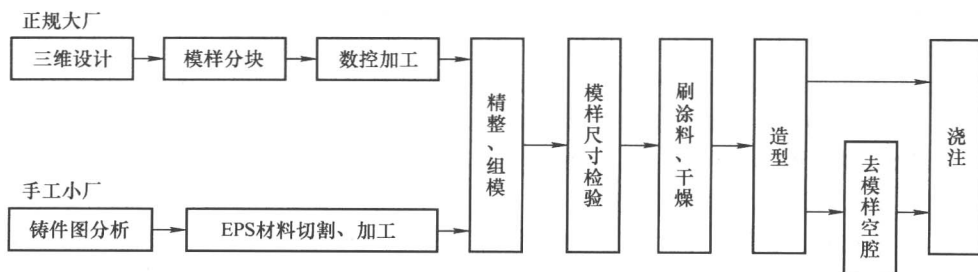 正规大厂
三维设计
模样分块
数控加工
手工小厂
铸件图分析
EPS材料切割、加工
精整、组模
模样尺寸检验
刷涂料、干燥
造型
去模样空腔
浇注